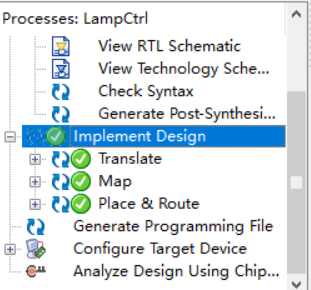 Processes: LampCtrl
View RTL Schematic
View Technology Sche...
Check Syntax
Generate Post-Synthesi...
Implement Design
Translate
Map
Place & Route
Generate Programming File
Configure Target Device
Analyze Design Using Chip...